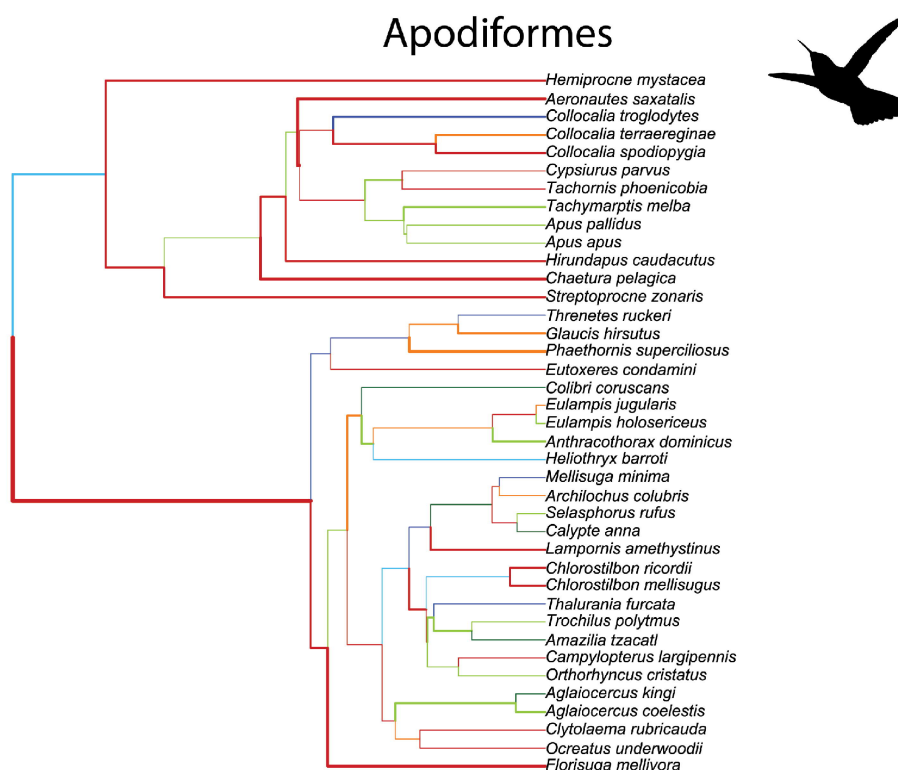 Apodiformes
Hemiprocne mystacea
Aeronautes saxatalis
Collocalia troglodytes
Collocalia terraereginae
Collocalia spodiopygia
Cypsiurus parvus
Tachornis phoenicobia
Tachymarptis melba
Apus pallidus
Apus apus
Hirundapus caudacutus
Chaetura pelagica
Streptoprocne zonaris
Threnetes ruckeri
Glaucis hirsutus
Phaethornis superciliosus
Eutoxeres condamini
Colibri coruscans
Eulampis jugularis
Eulampis holosericeus
Anthracothorax dominicus
Heliothryx barroti
Mellisuga minima
Archilochus colubris
Selasphorus rufus
Calypte anna
Lampornis amethystinus
Chlorostilbon ricordii
Chlorostilbon mellisugus
Thalurania furcata
Trochilus polytmus
Amazilia tzacatl
Campylopterus largipennis
Orthorhyncus cristatus
Aglaiocercus kingi
Aglaiocercus coelestis
Clytolaema rubricauda
Ocreatus underwoodii
Florisuga mellivora